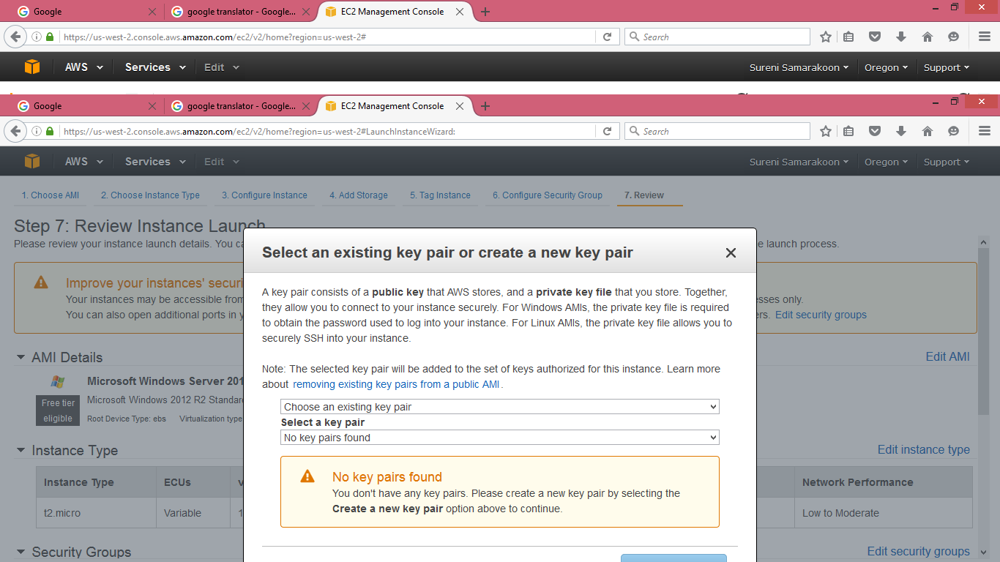 Google
google translator - Google...
EC2 Management Console
https://us-west-2.console.aws.amazon.com/ec2/v2/home?region=us-west-2#
Search
AWS Services Edit Sureni Samarakoon Oregon Support
Google
google translator - Google...
EC2 Management Console
https://us-west-2.console.aws.amazon.com/ec2/v2/home?region=us-west-2#LaunchInstanceWizard:
Search
AWS Services Edit Sureni Samarakoon Oregon Support
1. Choose AMI 2. Choose Instance Type 3. Configure Instance 4. Add Storage 5. Tag Instance 6. Configure Security Group 7. Review
Step 7: Review Instance Launch
Please review your instance launch details. You
e launch process.
Improve your instances'
Your instances may be accessible
esses only.
You can also open additional ports in
Edit security groups
AMI Details
Edit AMI
Microsoft Windows Server
Free tier
eligible
Microsoft Windows 2012 R2
Root Device Type: ebs Virtualization type
Instance Type
Edit instance type
Instance Type ECUs
Network Performance
t2.micro Variable 1
Low to Moderate
Security Groups
Edit security groups
Select an existing key pair or create a new key pair
A key pair consists of a public key that AWS stores, and a private key file that you store. Together,
they allow you to connect to your instance securely. For Windows AMIs, the private key file is required
to obtain the password used to log into your instance. For Linux AMIs, the private key file allows you to
securely SSH into your instance.
Note: The selected key pair will be added to the set of keys authorized for this instance. Learn more
about removing existing key pairs from a public AMI.
Choose an existing key pair
Select a key pair
No key pairs found
No key pairs found
You don't have any key pairs. Please create a new key pair by selecting the
Create a new key pair option above to continue.